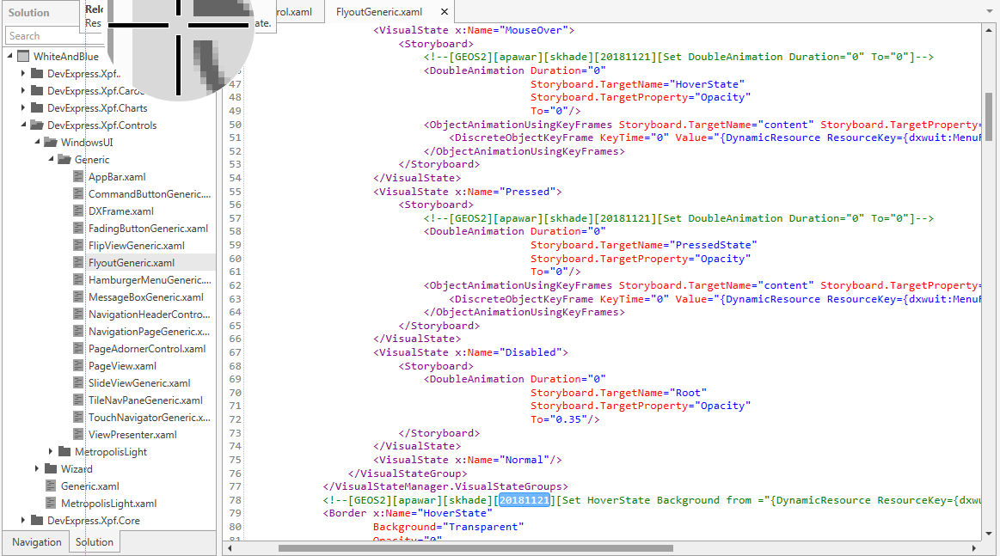 Solution
Search
WhiteAndBlue
DevExpress.Xpf..
DevExpress.Xpf.Caro
DevExpress.Xpf.Charts
DevExpress.Xpf.Controls
WindowsUI
Generic
AppBar.xaml
CommandButtonGeneric....
DXFrame.xaml
FadingButtonGeneric.xaml
FlipViewGeneric.xaml
FlyoutGeneric.xaml
HamburgerMenuGeneric....
MessageBoxGeneric.xaml
NavigationHeaderContro...
NavigationPageGeneric.x...
PageAdornerControl.xaml
PageView.xaml
SlideViewGeneric.xaml
TileNavPaneGeneric.xaml
TouchNavigatorGeneric.x...
ViewPresenter.xaml
MetropolisLight
Wizard
Generic.xaml
MetropolisLight.xaml
DevExpress.Xpf.Core
Navigation Solution
Relo
Res
ate.
rol.xaml FlyoutGeneric.xaml
<VisualState x:Name="MouseOver">
<Storyboard>
<!--[GEOS2][apawar][skhade][20181121][Set DoubleAnimation Duration="0" To="0"]-->
<DoubleAnimation Duration="0"
47 Storyboard.TargetName="HoverState"
48 Storyboard.TargetProperty="Opacity"
49 To="0"/>
50 <ObjectAnimationUsingKeyFrames Storyboard.TargetName="content" Storyboard.TargetProperty=
51 <DiscreteObjectKeyFrame KeyTime="0" Value="{DynamicResource ResourceKey={dxwuit:MenuF
52 </ObjectAnimationUsingKeyFrames>
53 </Storyboard>
54 </VisualState>
55 <VisualState x:Name="Pressed">
56 <Storyboard>
57 <!--[GEOS2][apawar][skhade][20181121][Set DoubleAnimation Duration="0" To="0"]-->
58 <DoubleAnimation Duration="0"
59 Storyboard.TargetName="PressedState"
60 Storyboard.TargetProperty="Opacity"
61 To="0"/>
62 <ObjectAnimationUsingKeyFrames Storyboard.TargetName="content" Storyboard.TargetProperty=
63 <DiscreteObjectKeyFrame KeyTime="0" Value="{DynamicResource ResourceKey={dxwuit:MenuF
64 </ObjectAnimationUsingKeyFrames>
65 </Storyboard>
66 </VisualState>
67 <VisualState x:Name="Disabled">
68 <Storyboard>
69 <DoubleAnimation Duration="0"
70 Storyboard.TargetName="Root"
71 Storyboard.TargetProperty="Opacity"
72 To="0.35"/>
73 </Storyboard>
74 </VisualState>
75 <VisualState x:Name="Normal"/>
76 </VisualStateGroup>
77 </VisualStateManager.VisualStateGroups>
78 <!--[GEOS2][apawar][skhade][20181121][Set HoverState Background from ="{DynamicResource ResourceKey={dxwu
79 <Border x:Name="HoverState"
80 Background="Transparent"
81 Opacity="0"